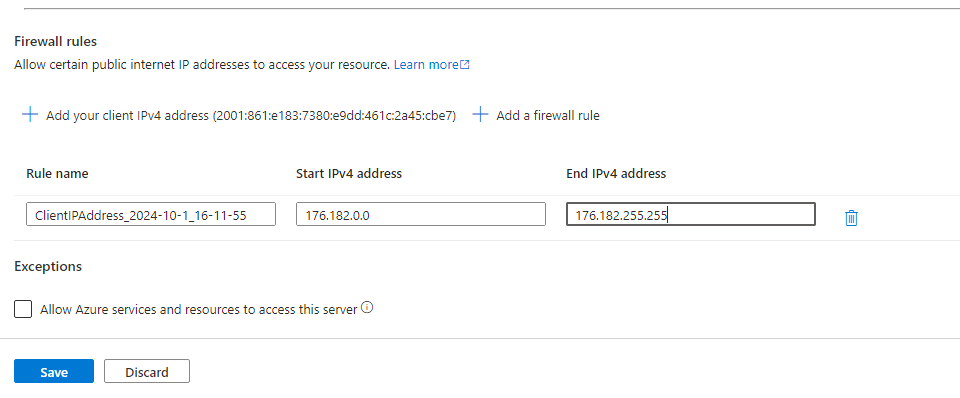 Firewall rules
Allow certain public internet IP addresses to access your resource. Learn more
Add your client IPv4 address (2001:861:e183:7380:e9dd:461c:2a45:cbe7) Add a firewall rule
Rule name Start IPv4 address End IPv4 address
ClientIPAddress_2024-10-1_16-11-55 176.182.0.0 176.182.255.255
Exceptions
Allow Azure services and resources to access this server
Save Discard